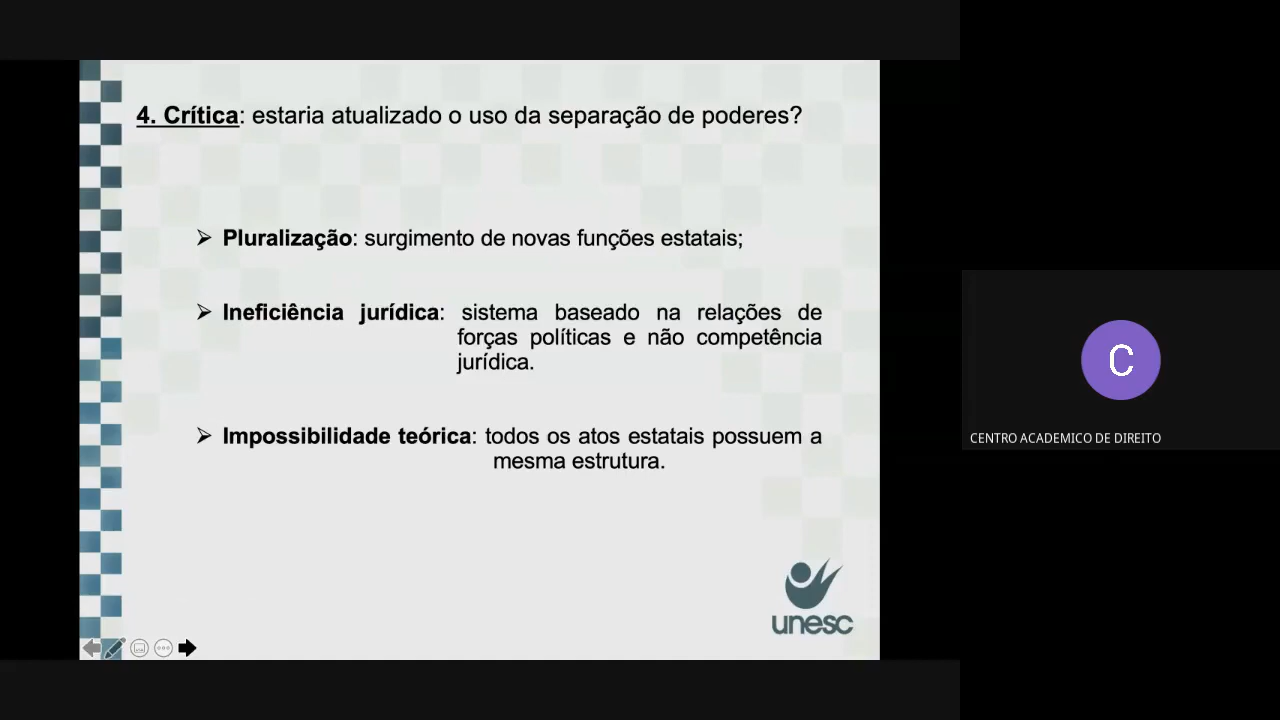 4. Crítica: estaria atualizado o uso da separação de poderes?
Pluralização: surgimento de novas funções estatais;
Ineficiência jurídica: sistema baseado na relações de
forças políticas e não competência
jurídica.
Impossibilidade teórica: todos os atos estatais possuem a
mesma estrutura.
unesc
C
CENTRO ACADEMICO DE DIREITO